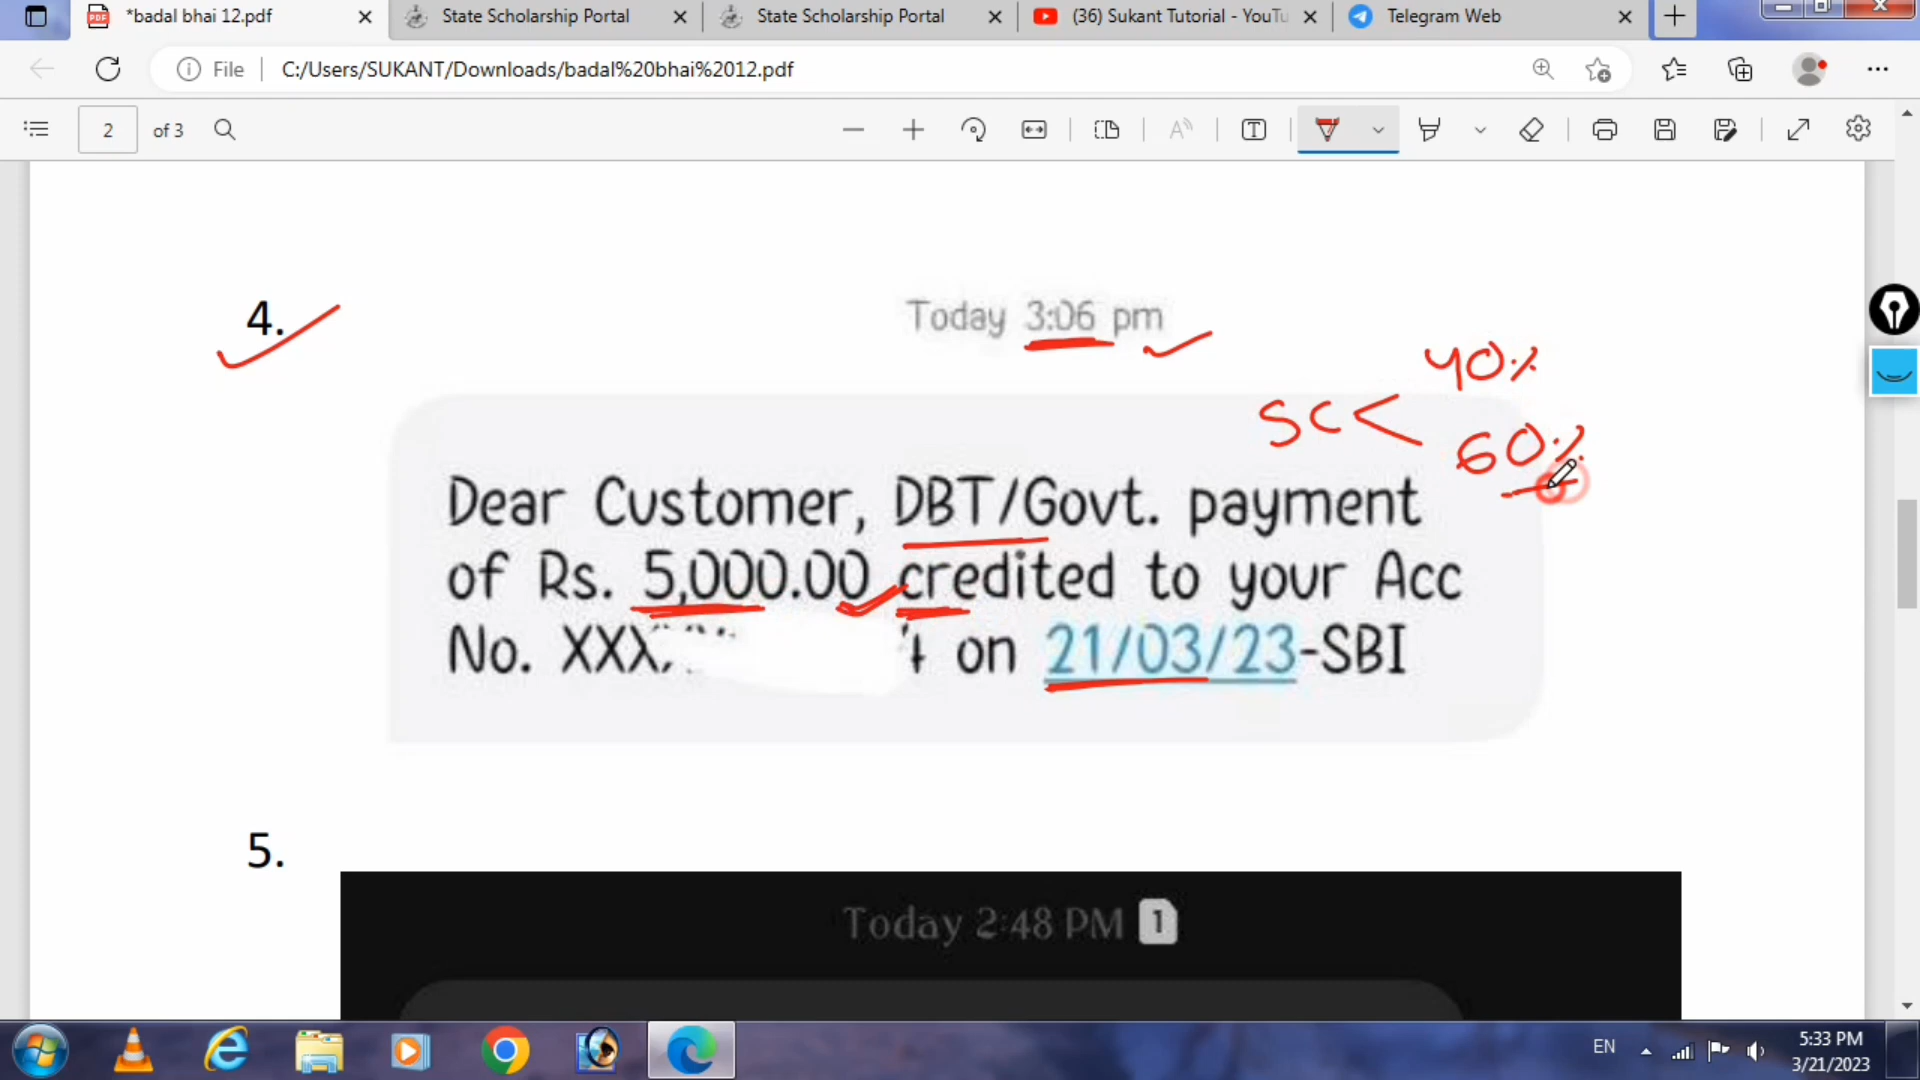 *badal bhai 12.pdf
State Scholarship Portal
State Scholarship Portal
(36) Sukant Tutorial - YouTu
Telegram Web
File
C:/Users/SUKANT/Downloads/badal%20bhai%2012.pdf
2
of 3
4.
Today 3:06 pm
40%
SC <
60%
Dear Customer, DBT/Govt. payment
of Rs. 5,000.00 credited to your Acc
No. XXX on 21/03/23-SBI
5.
Today 2:48 PM 1
EN
5:33 PM
3/21/2023